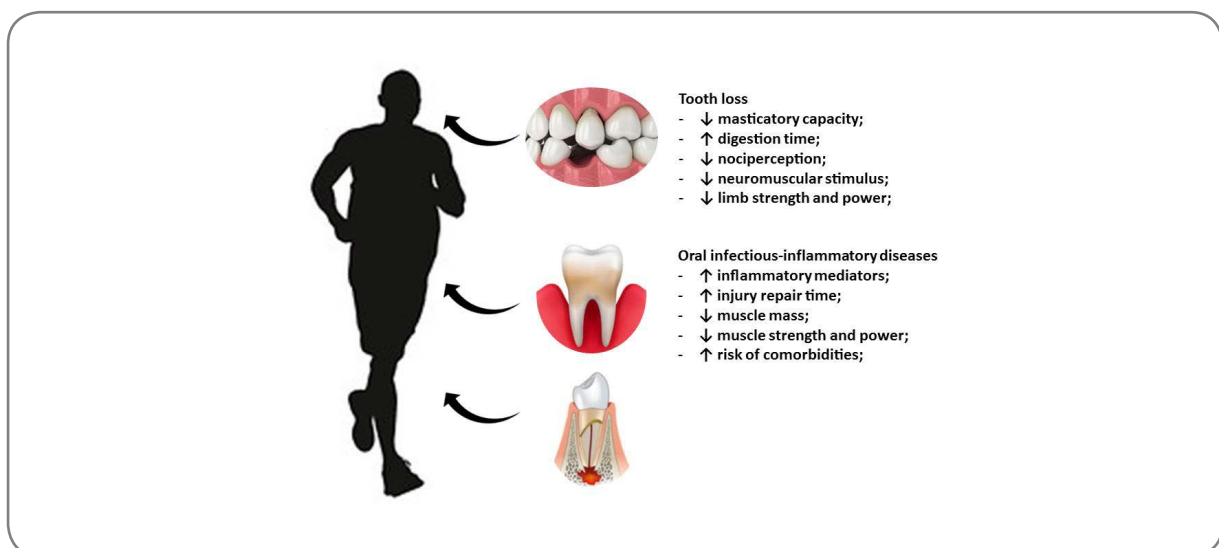 Tooth loss
- ↓ masticatory capacity;
- ↑ digestion time;
- ↓ nociperception;
- ↓ neuromuscular stimulus;
- ↓ limb strength and power;
Oral infectious-inflammatory diseases
- ↑ inflammatory mediators;
- ↑ injury repair time;
- ↓ muscle mass;
- ↓ muscle strength and power;
- ↑ risk of comorbidities;